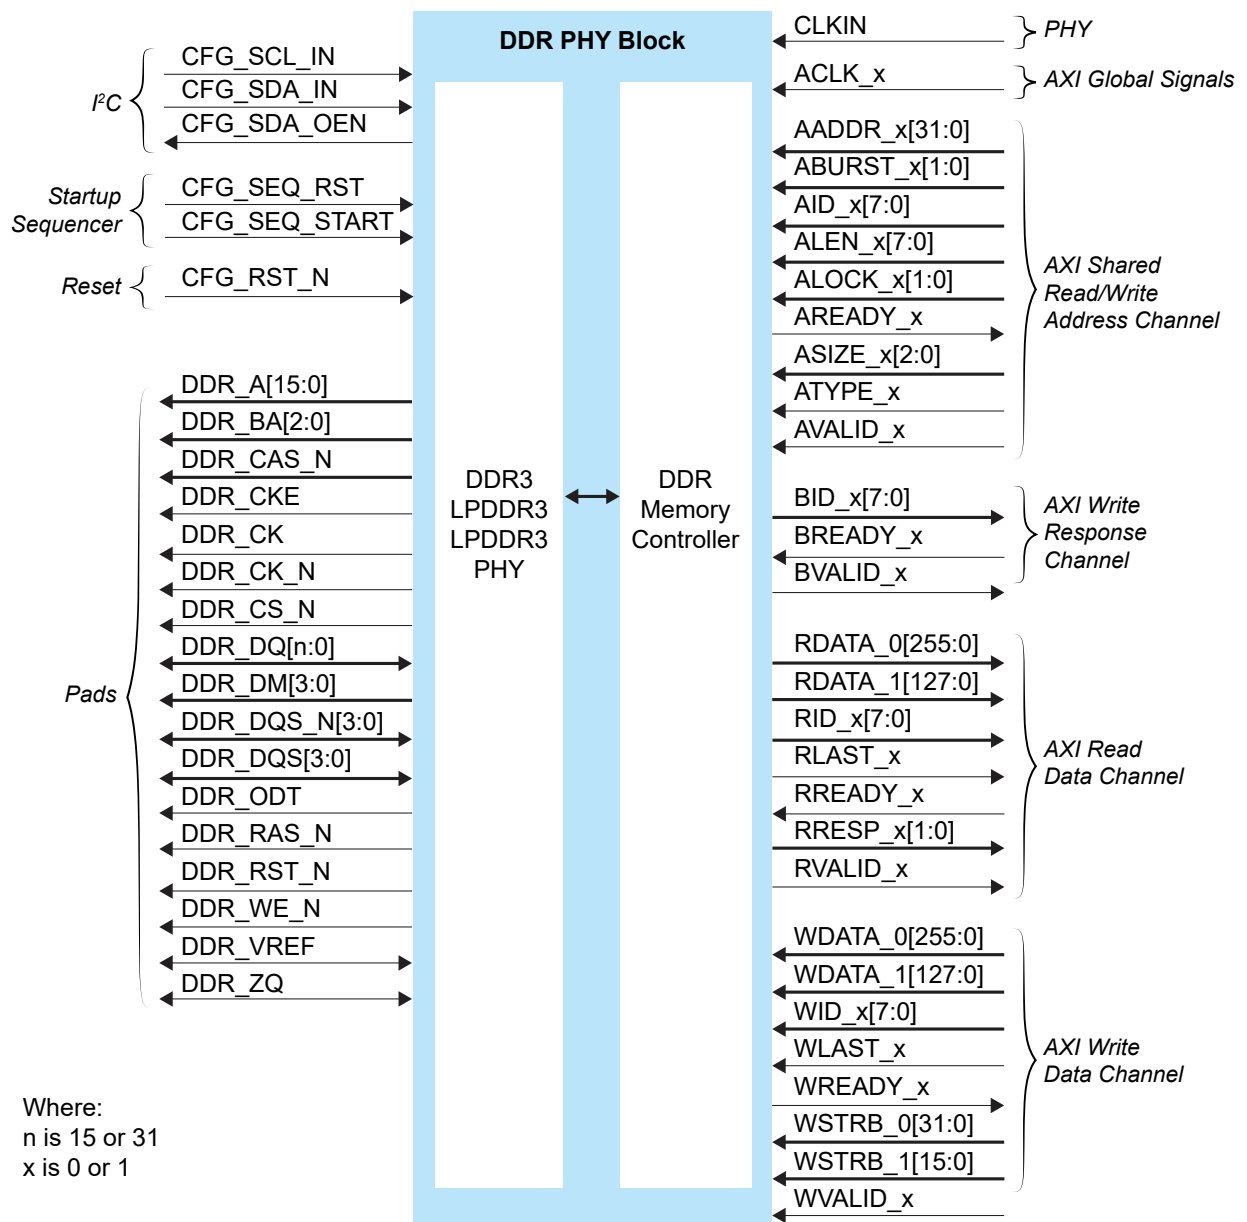 DDR PHY Block
I²C
CFG_SCL_IN
CFG_SDA_IN
CFG_SDA_OEN
Startup
Sequencer
CFG_SEQ_RST
CFG_SEQ_START
Reset
CFG_RST_N
Pads
DDR_A[15:0]
DDR_BA[2:0]
DDR_CAS_N
DDR_CKE
DDR_CK
DDR_CK_N
DDR_CS_N
DDR_DQ[n:0]
DDR_DM[3:0]
DDR_DQS_N[3:0]
DDR_DQS[3:0]
DDR_ODT
DDR_RAS_N
DDR_RST_N
DDR_WE_N
DDR_VREF
DDR_ZQ
DDR3
LPDDR3
LPDDR3
PHY
DDR
Memory
Controller
CLKIN
PHY
ACLK_x
AXI Global Signals
AADDR_x[31:0]
ABURST_x[1:0]
AID_x[7:0]
ALEN_x[7:0]
ALOCK_x[1:0]
AREADY_x
ASIZE_x[2:0]
ATYPE_x
AVALID_x
AXI Shared
Read/Write
Address Channel
BID_x[7:0]
BREADY_x
BVALID_x
AXI Write
Response
Channel
RDATA_0[255:0]
RDATA_1[127:0]
RID_x[7:0]
RLAST_x
RREADY_x
RRESP_x[1:0]
RVALID_x
AXI Read
Data Channel
WDATA_0[255:0]
WDATA_1[127:0]
WID_x[7:0]
WLAST_x
WREADY_x
WSTRB_0[31:0]
WSTRB_1[15:0]
WVALID_x
AXI Write
Data Channel
Where:
n is 15 or 31
x is 0 or 1